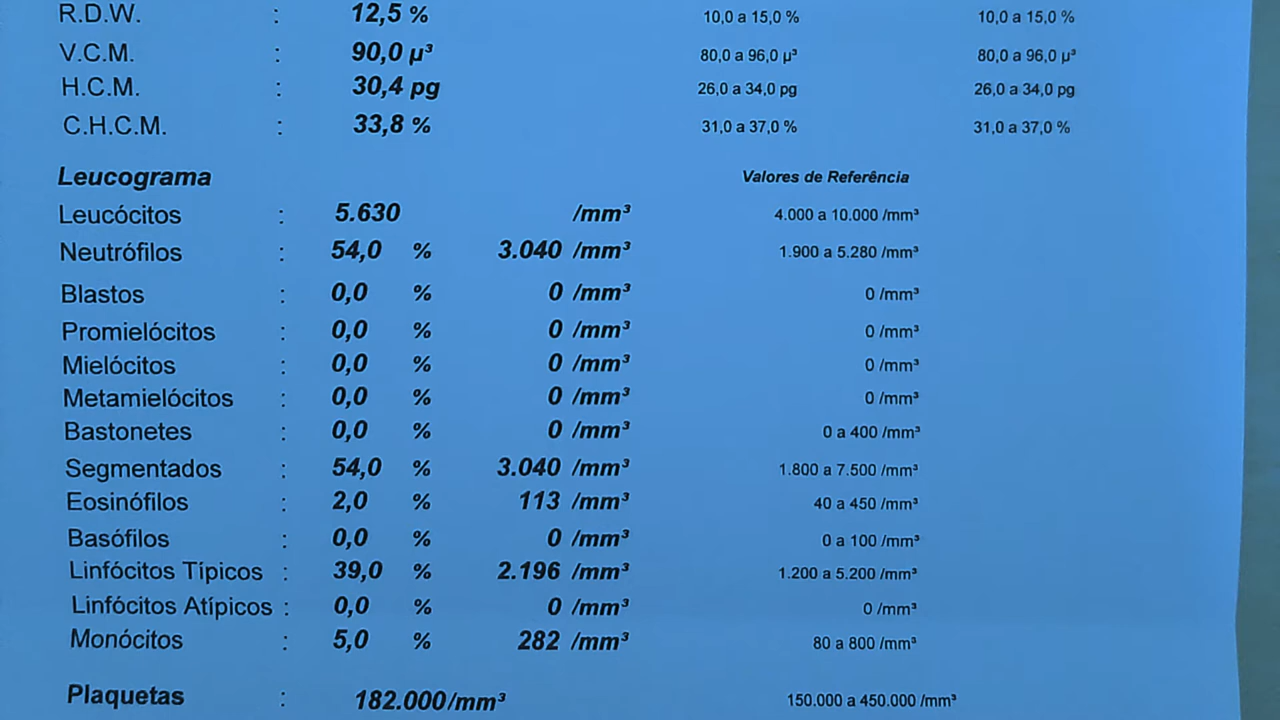 R.D.W. : 12,5 % 10,0 a 15,0 % 10,0 a 15,0 %
V.C.M. : 90,0 µ³ 80,0 a 96,0 µ³ 80,0 a 96,0 µ³
H.C.M. : 30,4 pg 26,0 a 34,0 pg 26,0 a 34,0 pg
C.H.C.M. : 33,8 % 31,0 a 37,0 % 31,0 a 37,0 %
Leucograma Valores de Referência
Leucócitos : 5.630 /mm³ 4.000 a 10.000 /mm³
Neutrófilos : 54,0 % 3.040 /mm³ 1.900 a 5.280 /mm³
Blastos : 0,0 % 0 /mm³ 0 /mm³
Promielócitos : 0,0 % 0 /mm³ 0 /mm³
Mielócitos : 0,0 % 0 /mm³ 0 /mm³
Metamielócitos : 0,0 % 0 /mm³ 0 /mm³
Bastonetes : 0,0 % 0 /mm³ 0 a 400 /mm³
Segmentados : 54,0 % 3.040 /mm³ 1.800 a 7.500 /mm³
Eosinófilos : 2,0 % 113 /mm³ 40 a 450 /mm³
Basófilos : 0,0 % 0 /mm³ 0 a 100 /mm³
Linfócitos Típicos : 39,0 % 2.196 /mm³ 1.200 a 5.200 /mm³
Linfócitos Atípicos : 0,0 % 0 /mm³ 0 /mm³
Monócitos : 5,0 % 282 /mm³ 80 a 800 /mm³
Plaquetas : 182.000/mm³ 150.000 a 450.000 /mm³